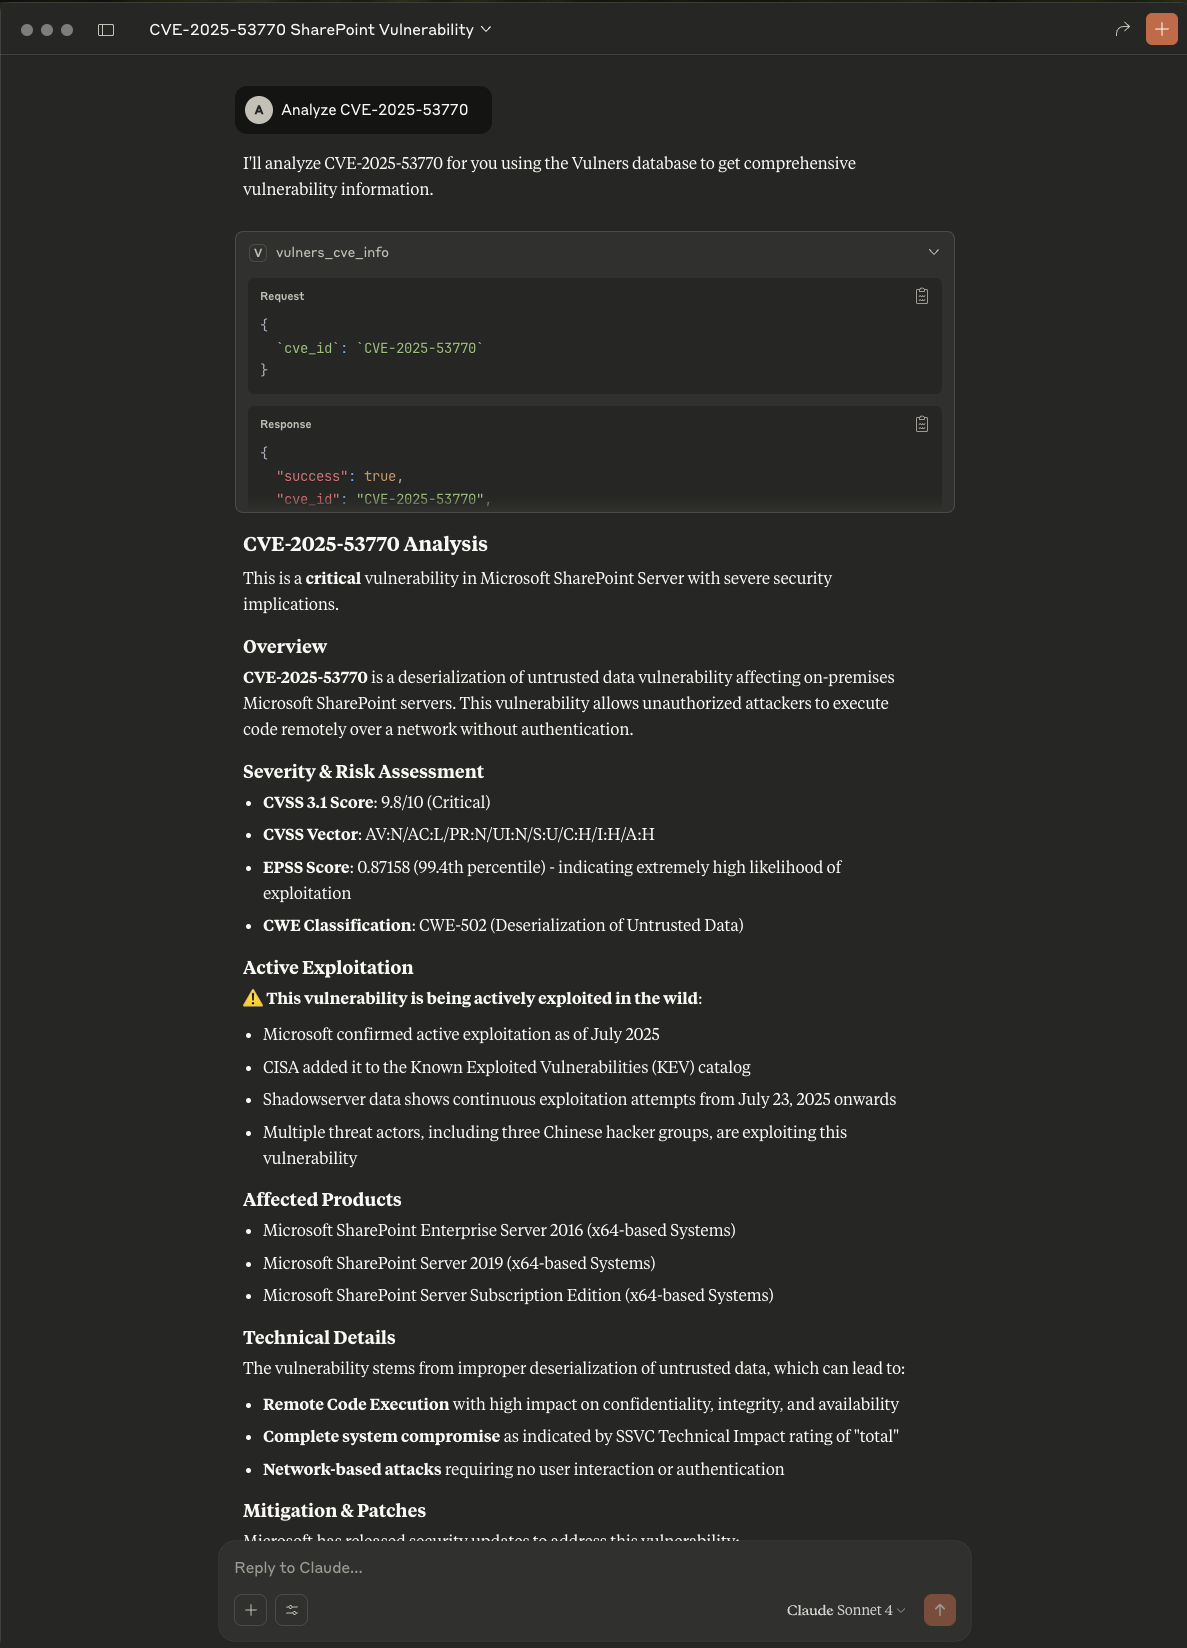 CVE-2025-53770 SharePoint Vulnerability
A Analyze CVE-2025-53770
I'll analyze CVE-2025-53770 for you using the Vulners database to get comprehensive
vulnerability information.
V vulners_cve_info
Request
{
`cve_id`: `CVE-2025-53770`
}
Response
{
"success": true,
"cve_id": "CVE-2025-53770",
CVE-2025-53770 Analysis
This is a critical vulnerability in Microsoft SharePoint Server with severe security
implications.
Overview
CVE-2025-53770 is a deserialization of untrusted data vulnerability affecting on-premises
Microsoft SharePoint servers. This vulnerability allows unauthorized attackers to execute
code remotely over a network without authentication.
Severity & Risk Assessment
• CVSS 3.1 Score: 9.8/10 (Critical)
• CVSS Vector: AV:N/AC:L/PR:N/UI:N/S:U/C:H/I:H/A:H
• EPSS Score: 0.87158 (99.4th percentile) - indicating extremely high likelihood of
exploitation
• CWE Classification: CWE-502 (Deserialization of Untrusted Data)
Active Exploitation
⚠️ This vulnerability is being actively exploited in the wild:
• Microsoft confirmed active exploitation as of July 2025
• CISA added it to the Known Exploited Vulnerabilities (KEV) catalog
• Shadowserver data shows continuous exploitation attempts from July 23, 2025 onwards
• Multiple threat actors, including three Chinese hacker groups, are exploiting this
vulnerability
Affected Products
• Microsoft SharePoint Enterprise Server 2016 (x64-based Systems)
• Microsoft SharePoint Server 2019 (x64-based Systems)
• Microsoft SharePoint Server Subscription Edition (x64-based Systems)
Technical Details
The vulnerability stems from improper deserialization of untrusted data, which can lead to:
• Remote Code Execution with high impact on confidentiality, integrity, and availability
• Complete system compromise as indicated by SSVC Technical Impact rating of "total"
• Network-based attacks requiring no user interaction or authentication
Mitigation & Patches
Microsoft has released security updates to address this vulnerability:
Reply to Claude...
Claude Sonnet 4